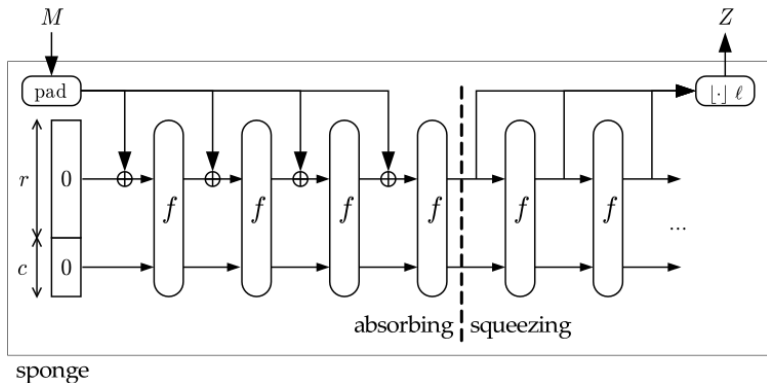 M Z
pad ⌊·⌋ ℓ
r 0 ⊕ ⊕ ⊕ ⊕
f f f f f f
...
c 0
absorbing squeezing
sponge